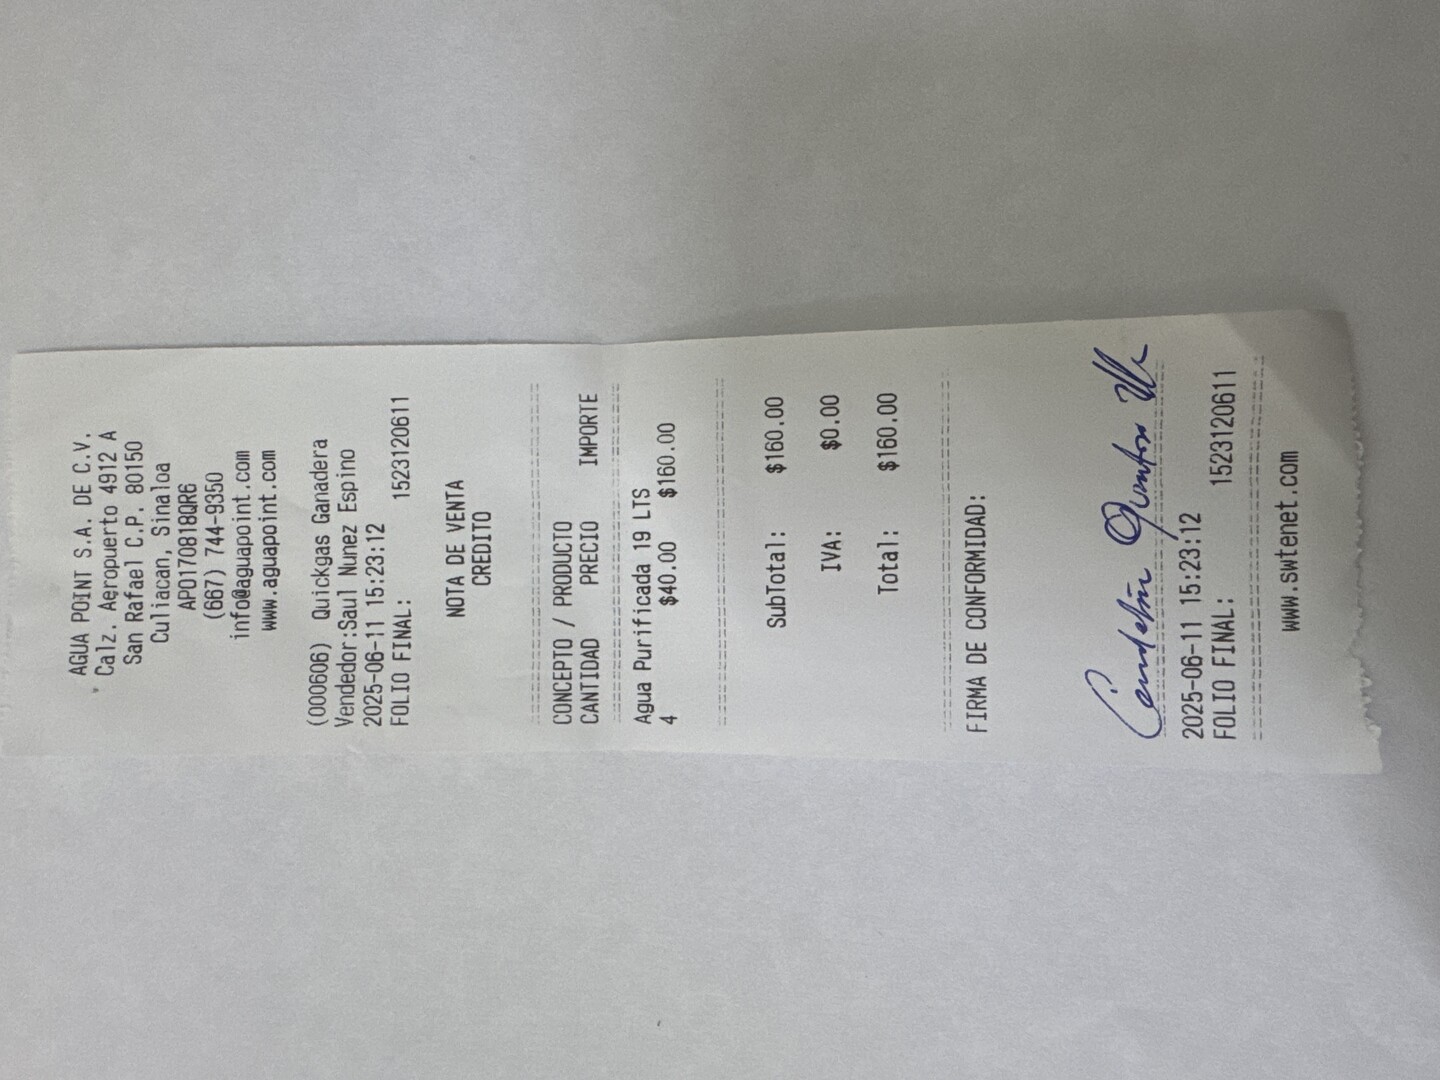 AGUA POINT S.A. DE C.V.
Calz. Aeropuerto 4912 A
San Rafael C.P. 80150
Culiacan, Sinaloa
APO170818QR6
(667) 744-9350
info@aguapoint.com
www.aguapoint.com
(000606) Quickgas Ganadera
Vendedor:Saul Nunez Espino
2025-06-11 15:23:12
FOLIO FINAL: 1523120611
NOTA DE VENTA
CREDITO
CONCEPTO / PRODUCTO
CANTIDAD PRECIO IMPORTE
Agua Purificada 19 LTS
4 $40.00 $160.00
SubTotal: $160.00
IVA: $0.00
Total: $160.00
FIRMA DE CONFORMIDAD:
2025-06-11 15:23:12
FOLIO FINAL: 1523120611
www.swtenet.com